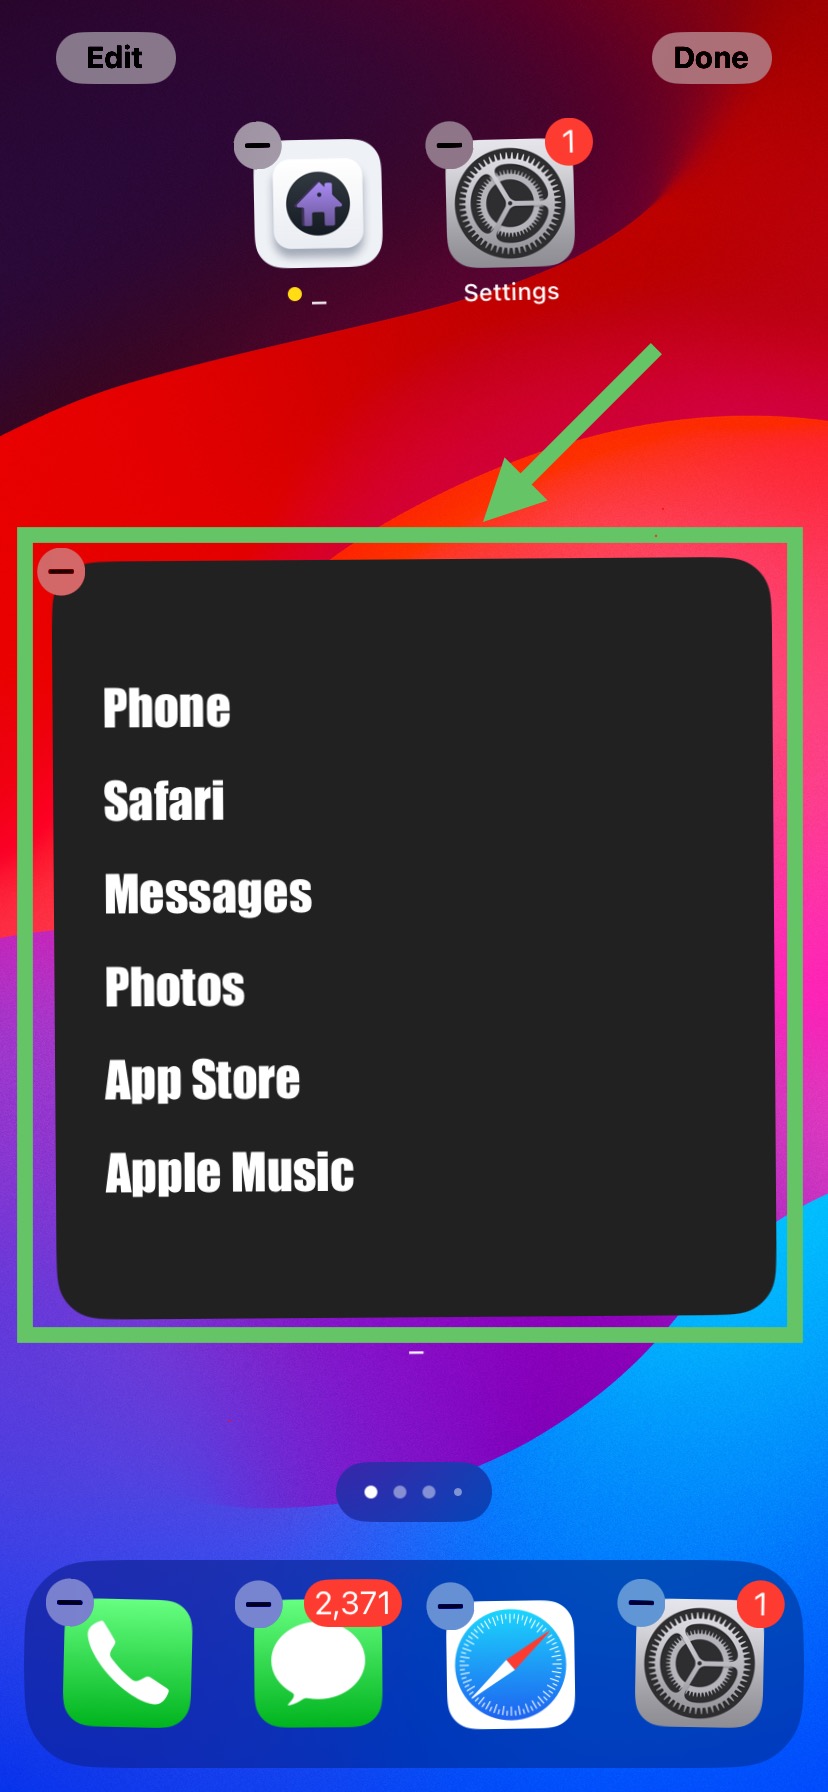 Edit
Done
1
_
Settings
Phone
Safari
Messages
Photos
App Store
Apple Music
_
2,371
1